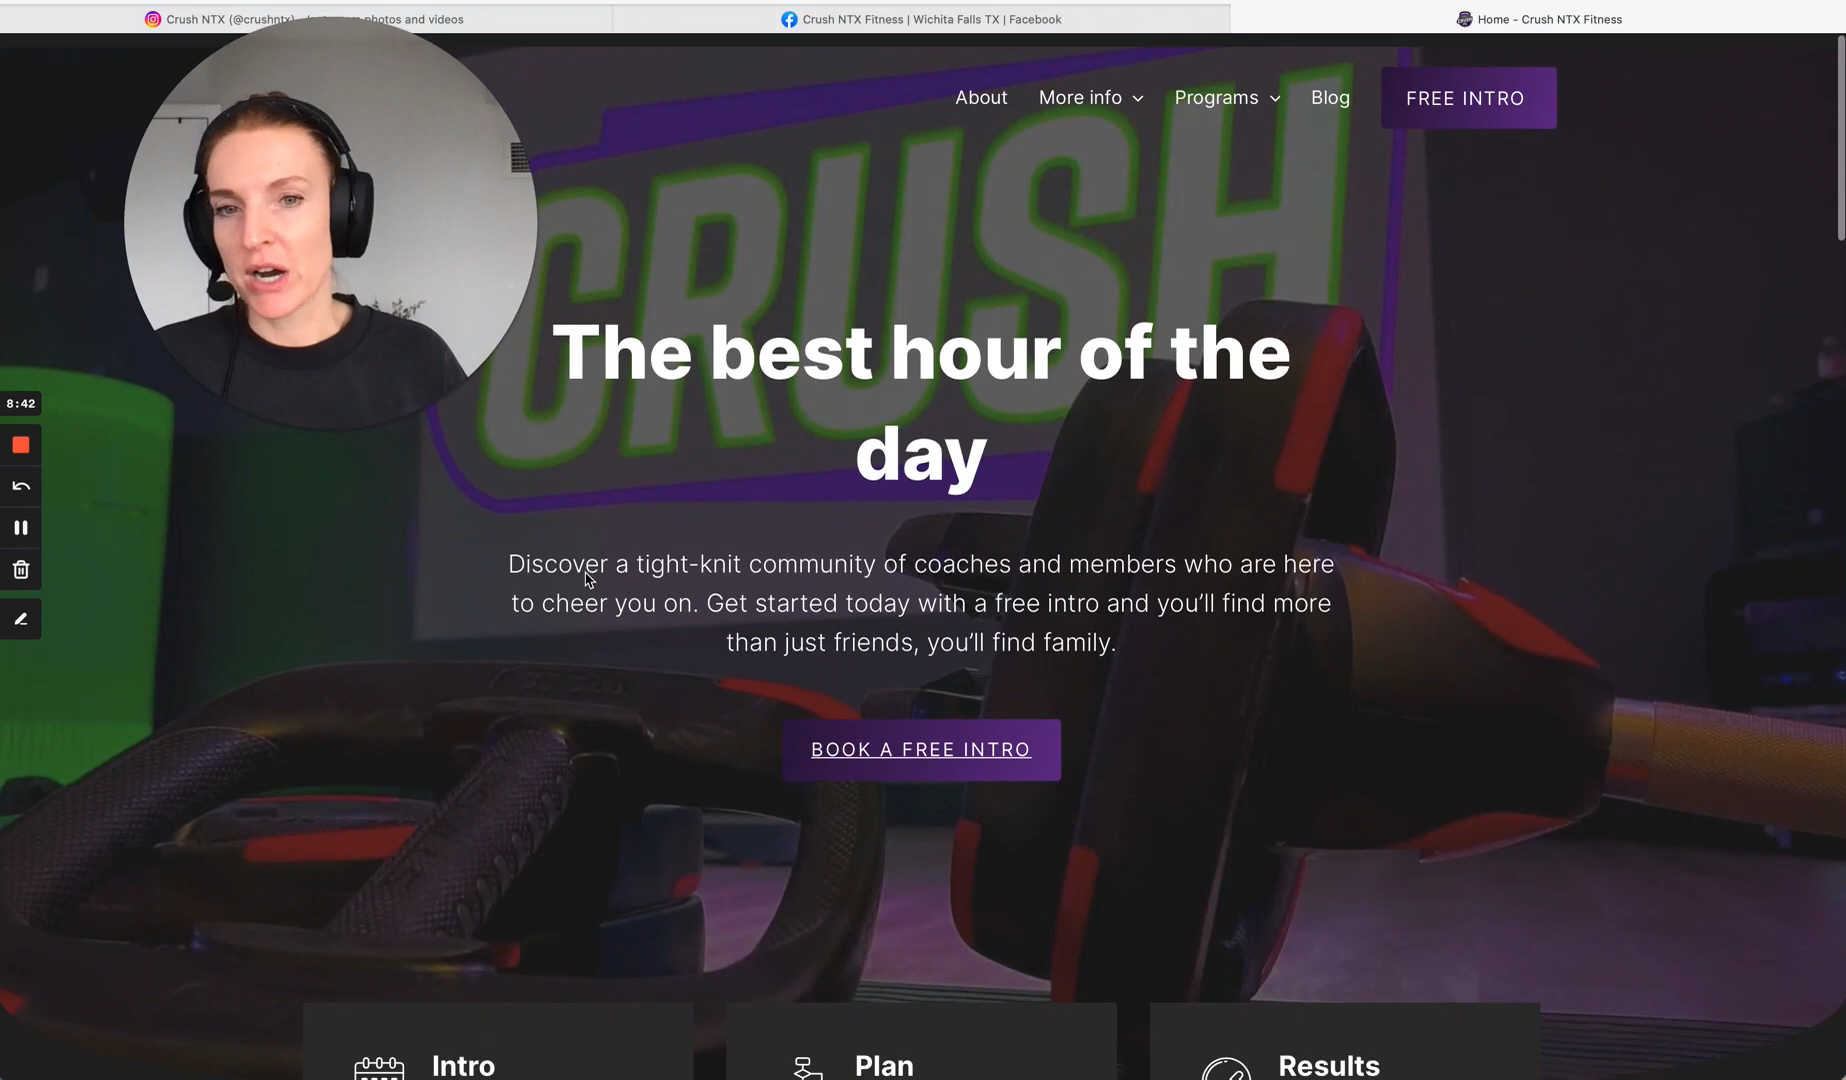 Crush NTX (@crushntx) photos and videos
Crush NTX Fitness | Wichita Falls TX | Facebook
Home - Crush NTX Fitness
About
More info
Programs
Blog
FREE INTRO
CRUSH
The best hour of the
day
8:42
Discover a tight-knit community of coaches and members who are here
to cheer you on. Get started today with a free intro and you’ll find more
than just friends, you’ll find family.
BOOK A FREE INTRO
Intro
Plan
Results